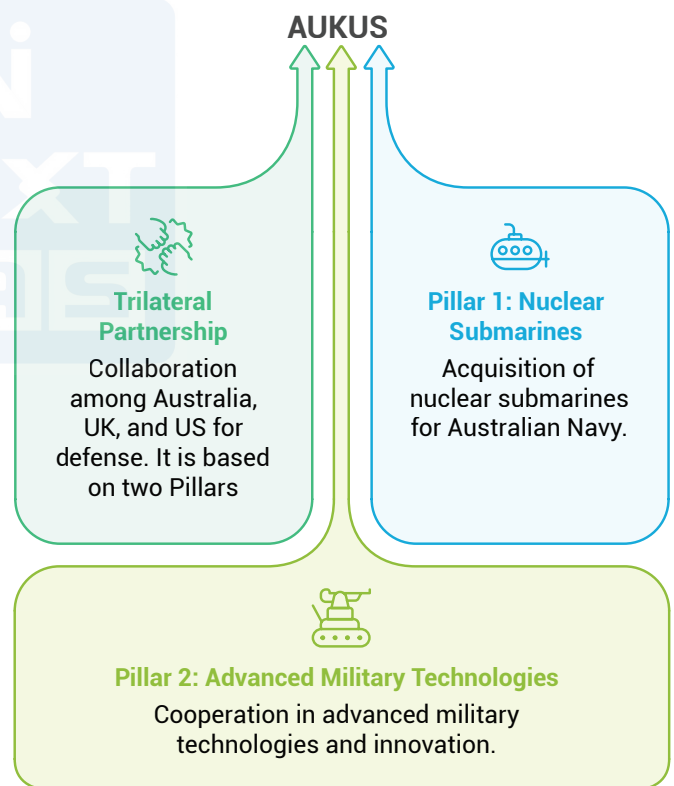 AUKUS
Trilateral
Partnership
Collaboration
among Australia,
UK, and US for
defense. It is based
on two Pillars
Pillar 1: Nuclear
Submarines
Acquisition of
nuclear submarines
for Australian Navy.
Pillar 2: Advanced Military Technologies
Cooperation in advanced military
technologies and innovation.